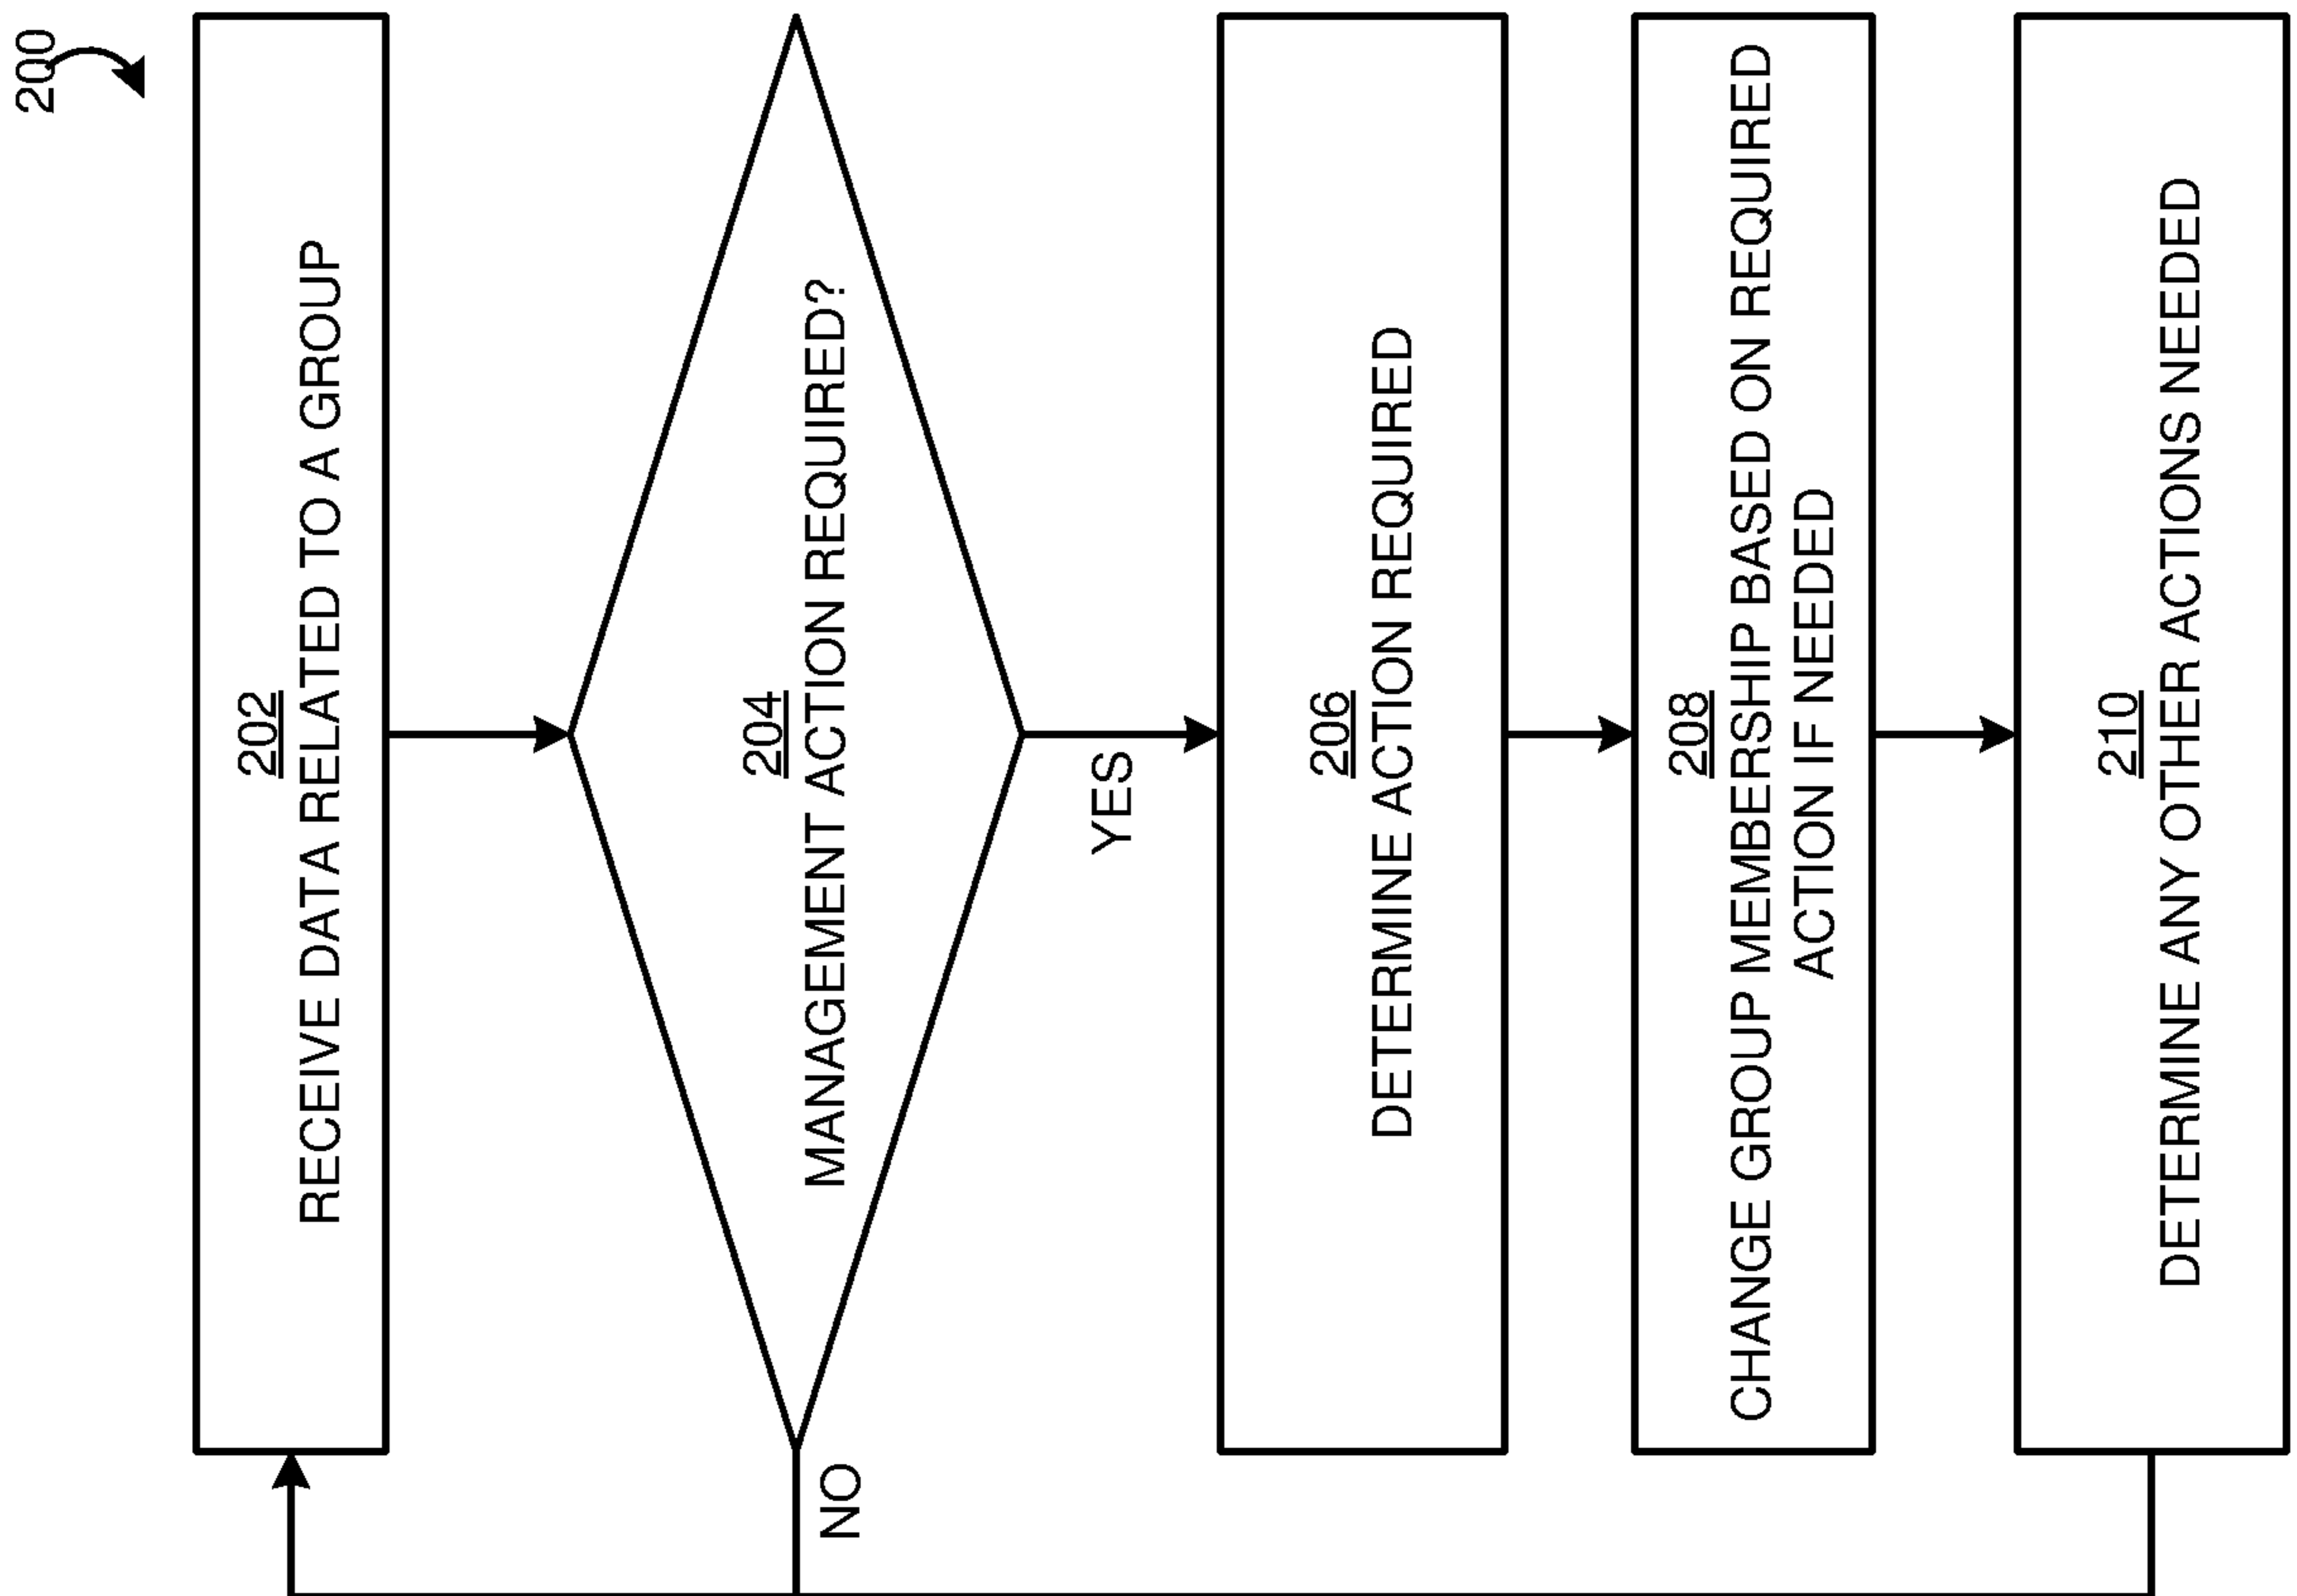 200
202
RECEIVE DATA RELATED TO A GROUP
204
MANAGEMENT ACTION REQUIRED?
NO
YES
206
DETERMINE ACTION REQUIRED
208
CHANGE GROUP MEMBERSHIP BASED ON REQUIRED
ACTION IF NEEDED
210
DETERMINE ANY OTHER ACTIONS NEEDED